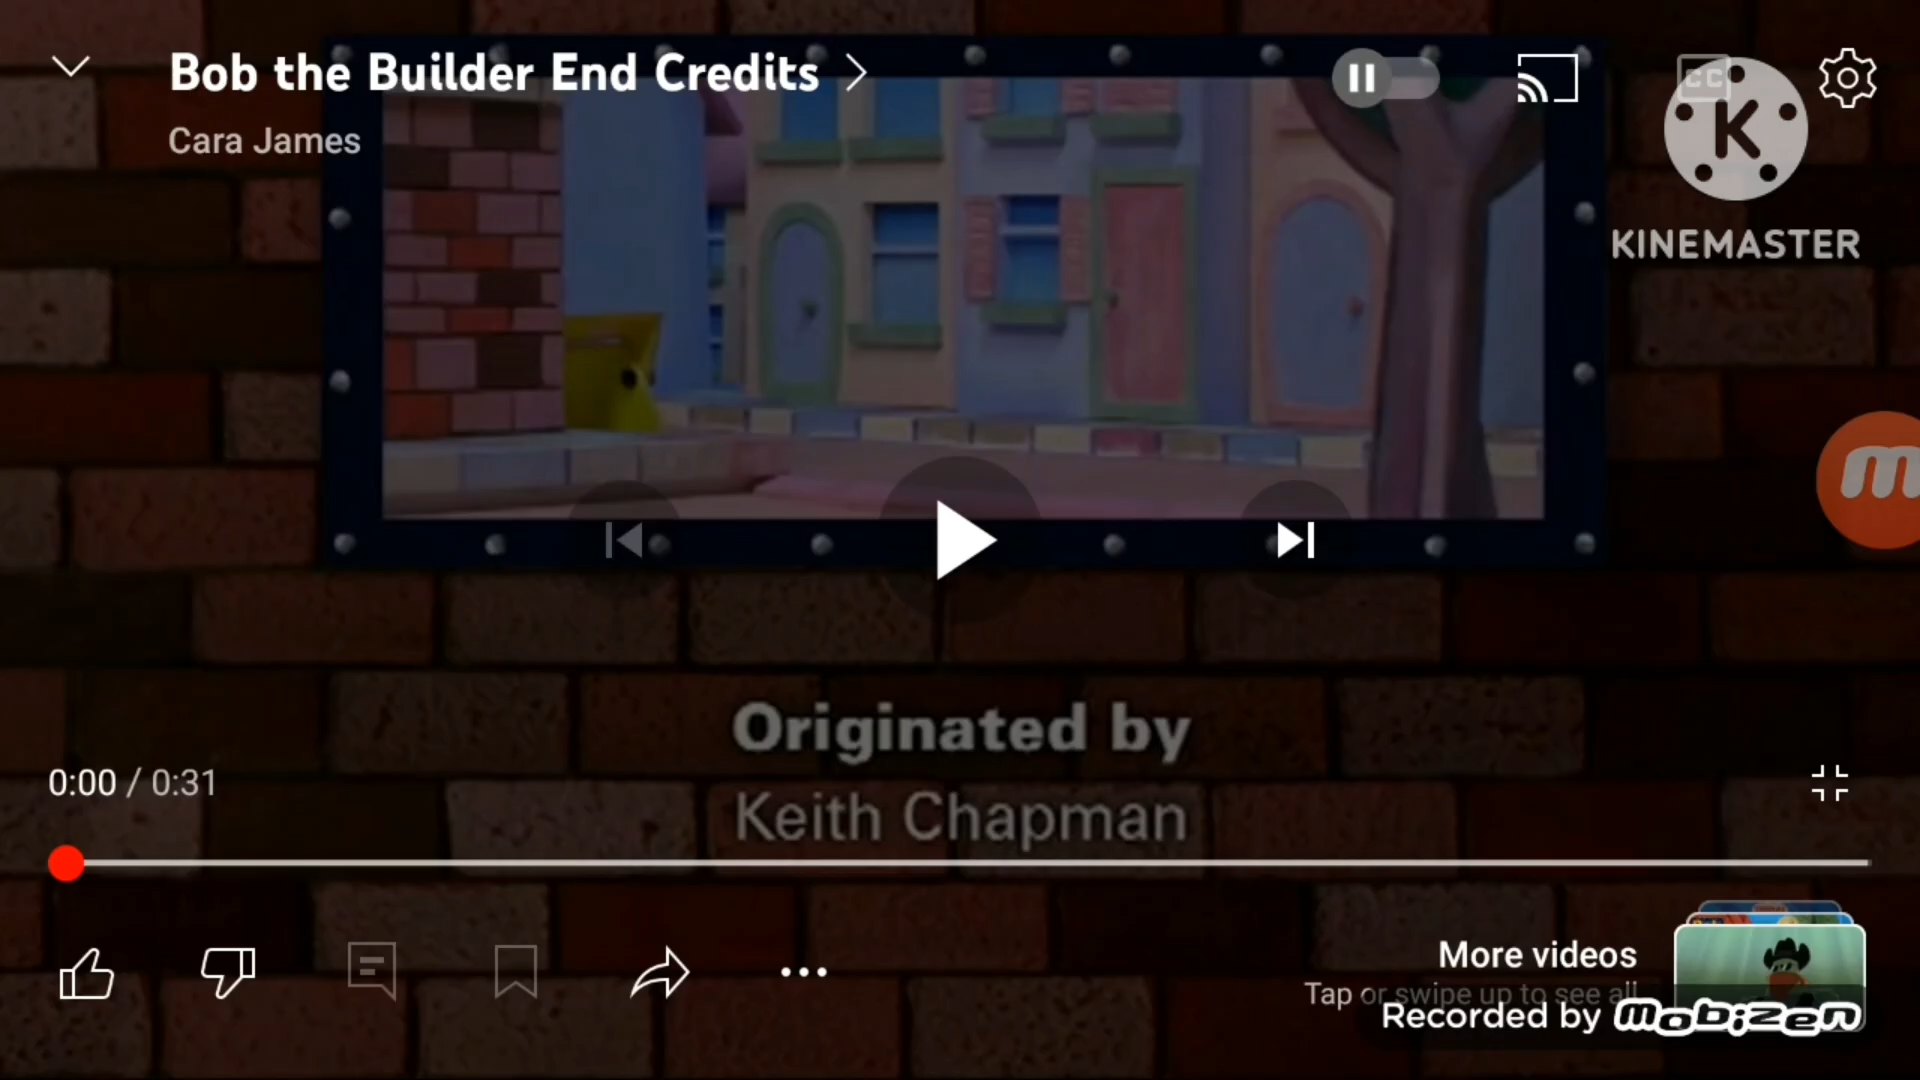 Bob the Builder End Credits
Cara James
CC
K
KINEMASTER
m
Originated by
Keith Chapman
0:00 / 0:31
More videos
Tap or swipe up to see all
Recorded by mobizen